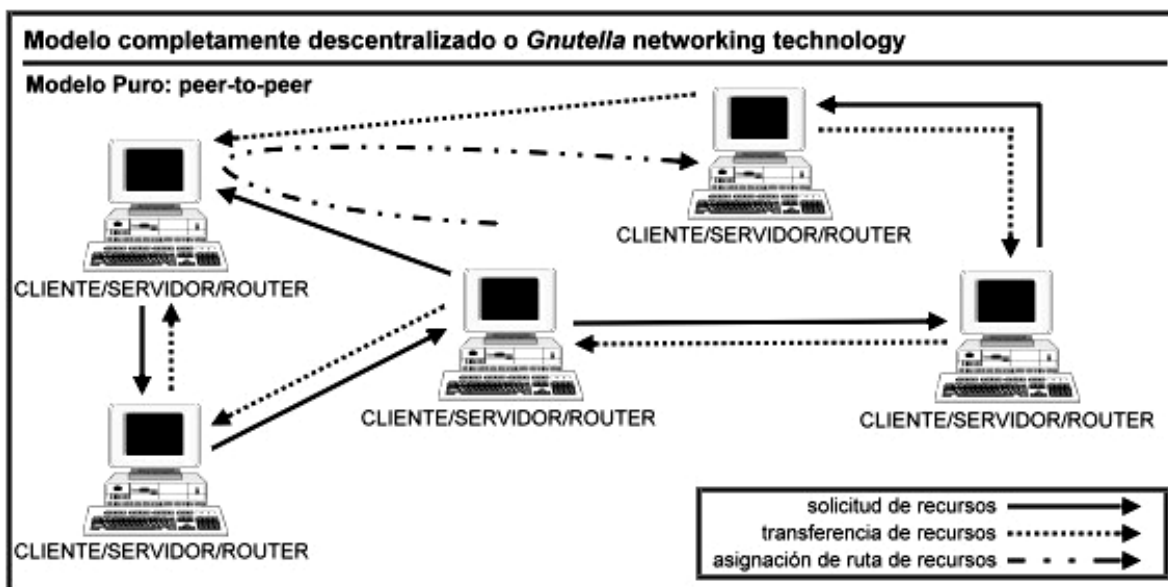 Modelo completamente descentralizado o Gnutella networking technology
Modelo Puro: peer-to-peer
CLIENTE/SERVIDOR/ROUTER
CLIENTE/SERVIDOR/ROUTER
CLIENTE/SERVIDOR/ROUTER
CLIENTE/SERVIDOR/ROUTER
CLIENTE/SERVIDOR/ROUTER
solicitud de recursos
transferencia de recursos
asignación de ruta de recursos